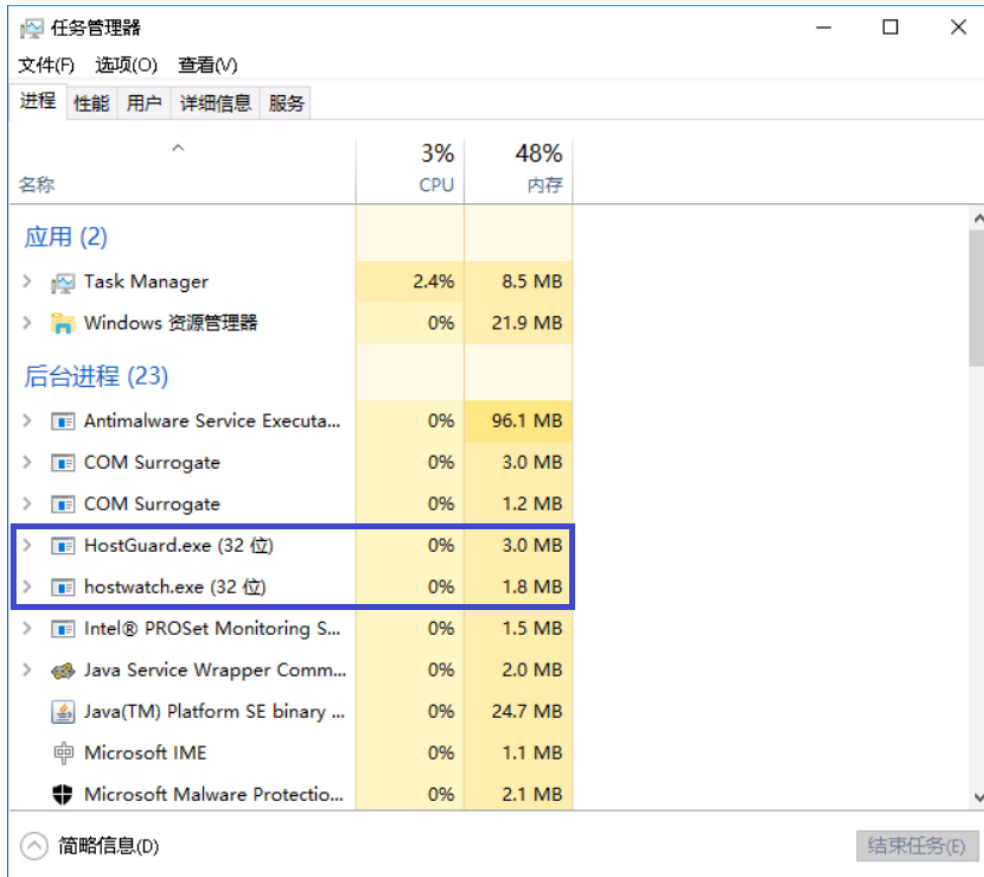 任务管理器
文件(F) 选项(O) 查看(V)
进程 性能 用户 详细信息 服务
3% 48%
名称 CPU 内存
应用 (2)
Task Manager 2.4% 8.5 MB
Windows 资源管理器 0% 21.9 MB
后台进程 (23)
Antimalware Service Executa... 0% 96.1 MB
COM Surrogate 0% 3.0 MB
COM Surrogate 0% 1.2 MB
HostGuard.exe (32 位) 0% 3.0 MB
hostwatch.exe (32 位) 0% 1.8 MB
Intel® PROSet Monitoring S... 0% 1.5 MB
Java Service Wrapper Comm... 0% 2.0 MB
Java(TM) Platform SE binary ... 0% 24.7 MB
Microsoft IME 0% 1.1 MB
Microsoft Malware Protectio... 0% 2.1 MB
简略信息(D) 结束任务(E)